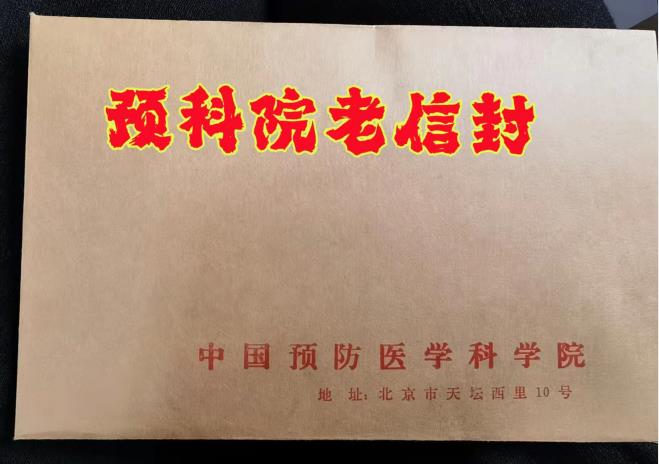 预科院老信封
中国预防医学科学院
地 址：北京市天坛西里10号